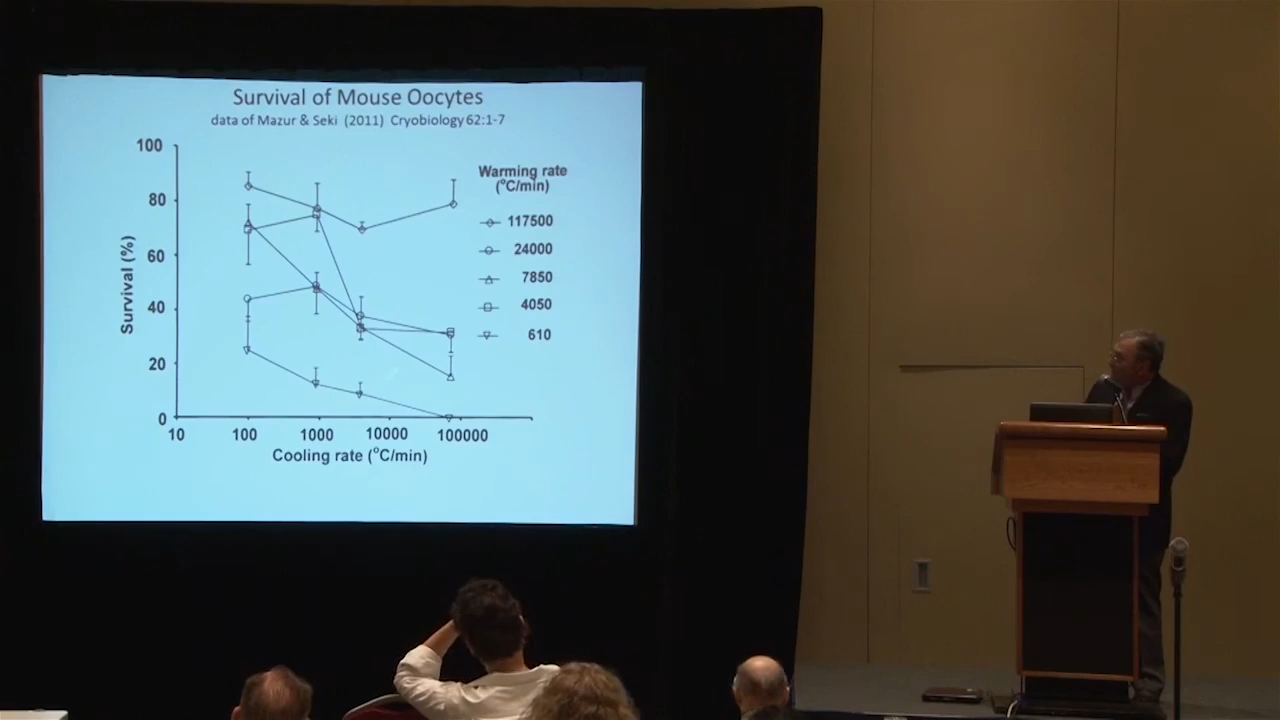 Survival of Mouse Oocytes
data of Mazur & Seki (2011) Cryobiology 62:1-7
Warming rate
(°C/min)
117500
24000
7850
4050
610
Survival (%)
100
80
60
40
20
0
10 100 1000 10000 100000
Cooling rate (°C/min)